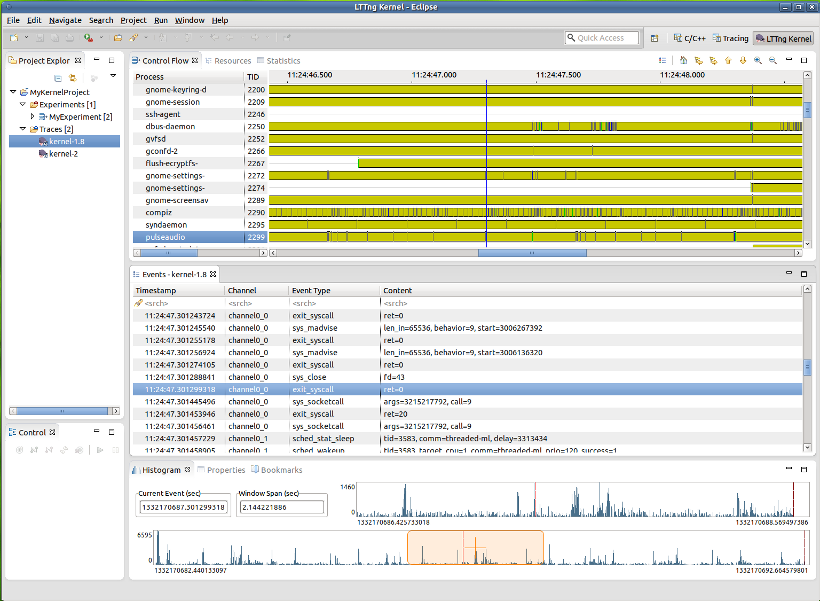 LTTng Kernel - Eclipse
File Edit Navigate Search Project Run Window Help
Quick Access
C/C++ Tracing LTTng Kernel
Project Explor
MyKernelProject
Experiments [1]
MyExperiment [2]
Traces [2]
kernel-1.8
kernel-2
Control
Control Flow Resources Statistics
Process TID 11:24:46.500 11:24:47.000 11:24:47.500 11:24:48.000
gnome-keyring-d 2200
gnome-session 2209
ssh-agent 2246
dbus-daemon 2250
gvfsd 2252
gconfd-2 2266
flush-ecryptfs- 2267
gnome-settings- 2272
gnome-settings- 2274
gnome-screensav 2289
compiz 2290
syndaemon 2295
pulseaudio 2299
Events - kernel-1.8
Timestamp Channel Event Type Content
<srch> <srch> <srch> <srch>
11:24:47.301243724 channel0_0 exit_syscall ret=0
11:24:47.301245540 channel0_0 sys_madvise len_in=65536, behavior=9, start=3006267392
11:24:47.301255178 channel0_0 exit_syscall ret=0
11:24:47.301256924 channel0_0 sys_madvise len_in=65536, behavior=9, start=3006136320
11:24:47.301274105 channel0_0 exit_syscall ret=0
11:24:47.301288841 channel0_0 sys_close fd=43
11:24:47.301299318 channel0_0 exit_syscall ret=0
11:24:47.301445496 channel0_0 sys_socketcall args=3215217792, call=9
11:24:47.301453946 channel0_0 exit_syscall ret=20
11:24:47.301456461 channel0_0 sys_socketcall args=3215217792, call=9
11:24:47.301457229 channel0_1 sched_stat_sleep tid=3583, comm=threaded-ml, delay=3313434
11:24:47.301458905 channel0_1 sched_wakeup tid=3583, target_cpu=1, comm=threaded-ml, prio=120, success=1
Histogram Properties Bookmarks
Current Event (sec) Window Span (sec)
1332170687.301299318 2.144221886
1460
0
1332170686.425733018 1332170688.569497386
6595
0
1332170682.440133097 1332170692.664579801